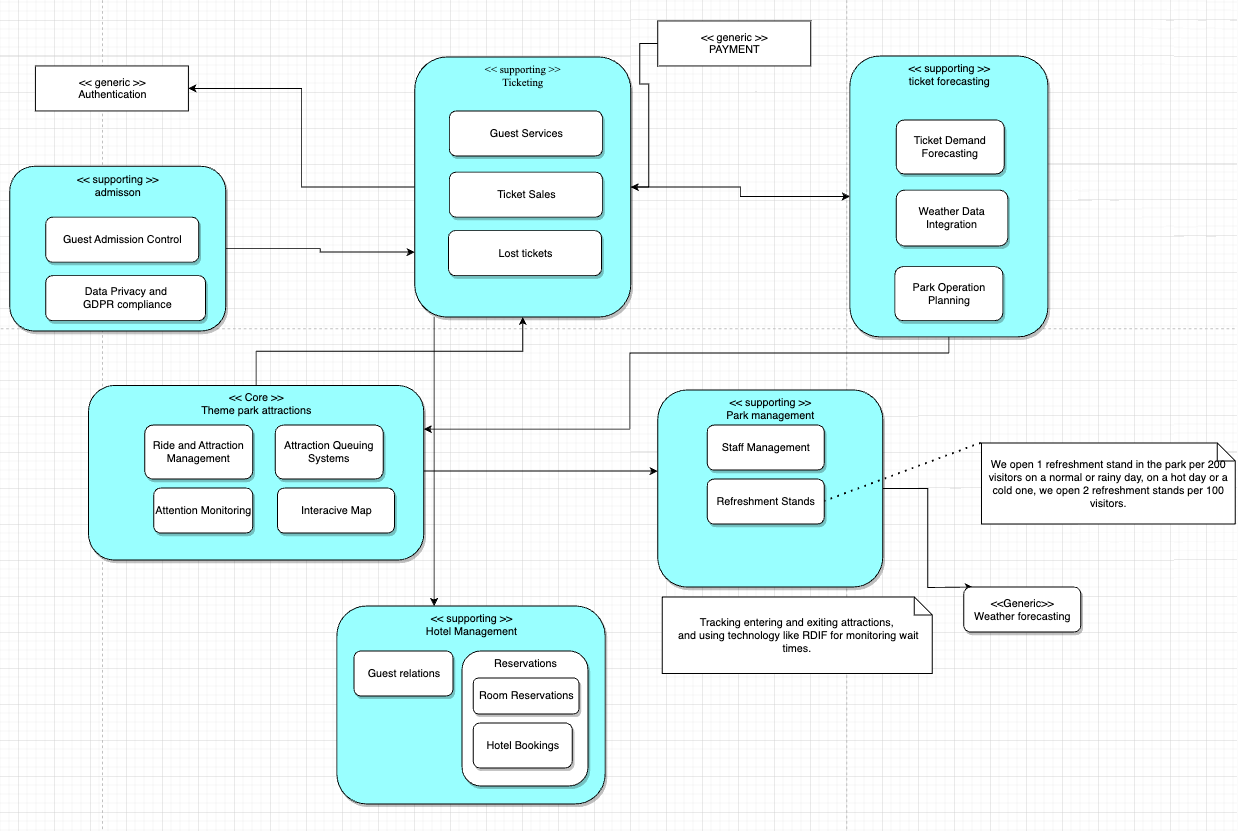 << generic >>
PAYMENT
<< generic >>
Authentication
<< supporting >>
Ticketing
Guest Services
Ticket Sales
Lost tickets
<< supporting >>
ticket forecasting
Ticket Demand
Forecasting
Weather Data
Integration
Park Operation
Planning
<< supporting >>
admisson
Guest Admission Control
Data Privacy and
GDPR compliance
<< Core >>
Theme park attractions
Ride and Attraction
Management
Attraction Queuing
Systems
Attention Monitoring
Interacive Map
<< supporting >>
Park management
Staff Management
Refreshment Stands
We open 1 refreshment stand in the park per 200
visitors on a normal or rainy day, on a hot day or a
cold one, we open 2 refreshment stands per 100
visitors.
<<Generic>>
Weather forecasting
Tracking entering and exiting attractions,
and using technology like RDIF for monitoring wait
times.
<< supporting >>
Hotel Management
Guest relations
Reservations
Room Reservations
Hotel Bookings